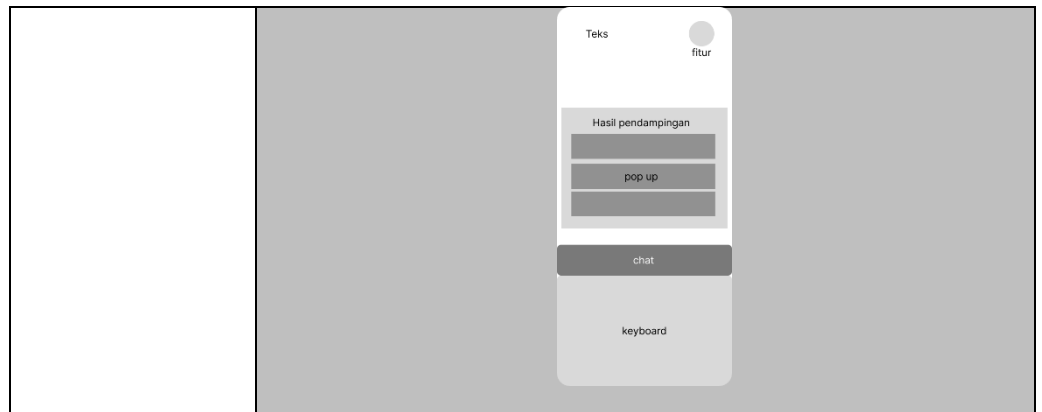 Teks
fitur
Hasil pendampingan
pop up
chat
keyboard